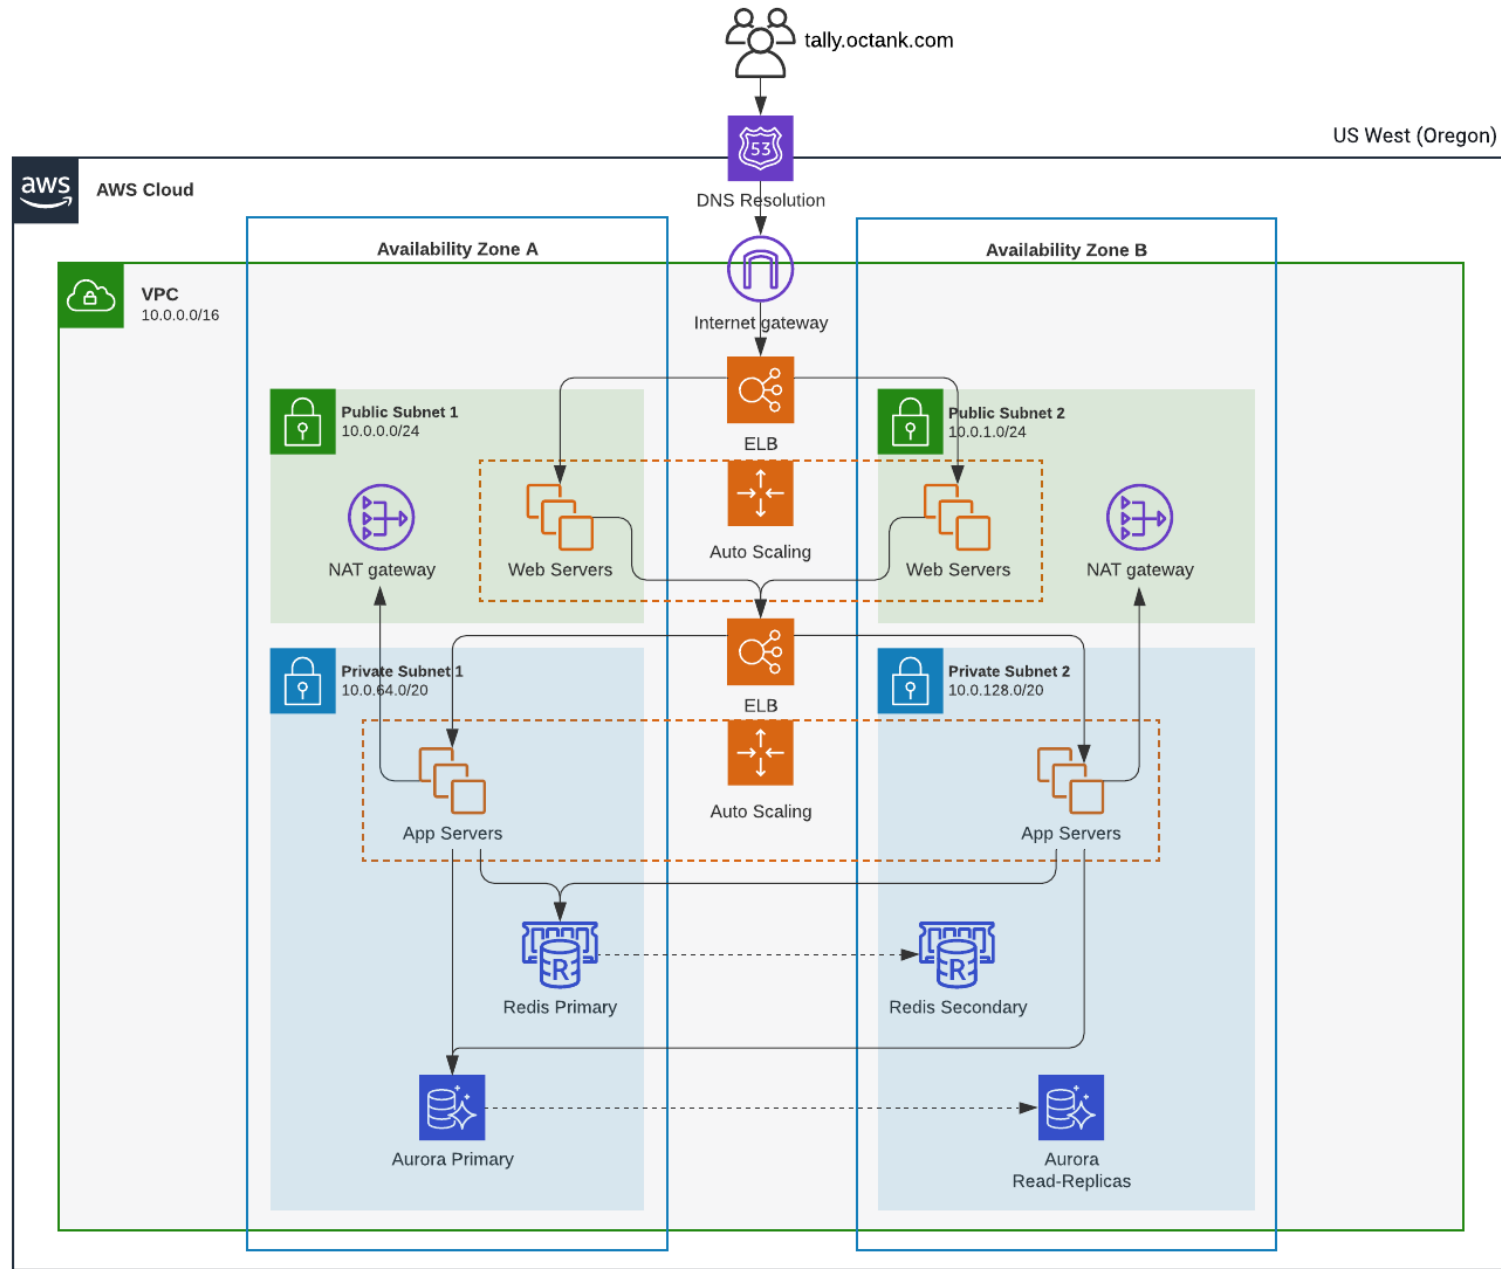 tally.octank.com
US West (Oregon)
53
aws
AWS Cloud
DNS Resolution
Availability Zone A
Availability Zone B
VPC
10.0.0.0/16
Internet gateway
Public Subnet 1
10.0.0.0/24
Public Subnet 2
10.0.1.0/24
ELB
NAT gateway
Web Servers
Auto Scaling
Web Servers
NAT gateway
Private Subnet 1
10.0.64.0/20
Private Subnet 2
10.0.128.0/20
ELB
Auto Scaling
App Servers
App Servers
R
R
Redis Primary
Redis Secondary
Aurora Primary
Aurora
Read-Replicas